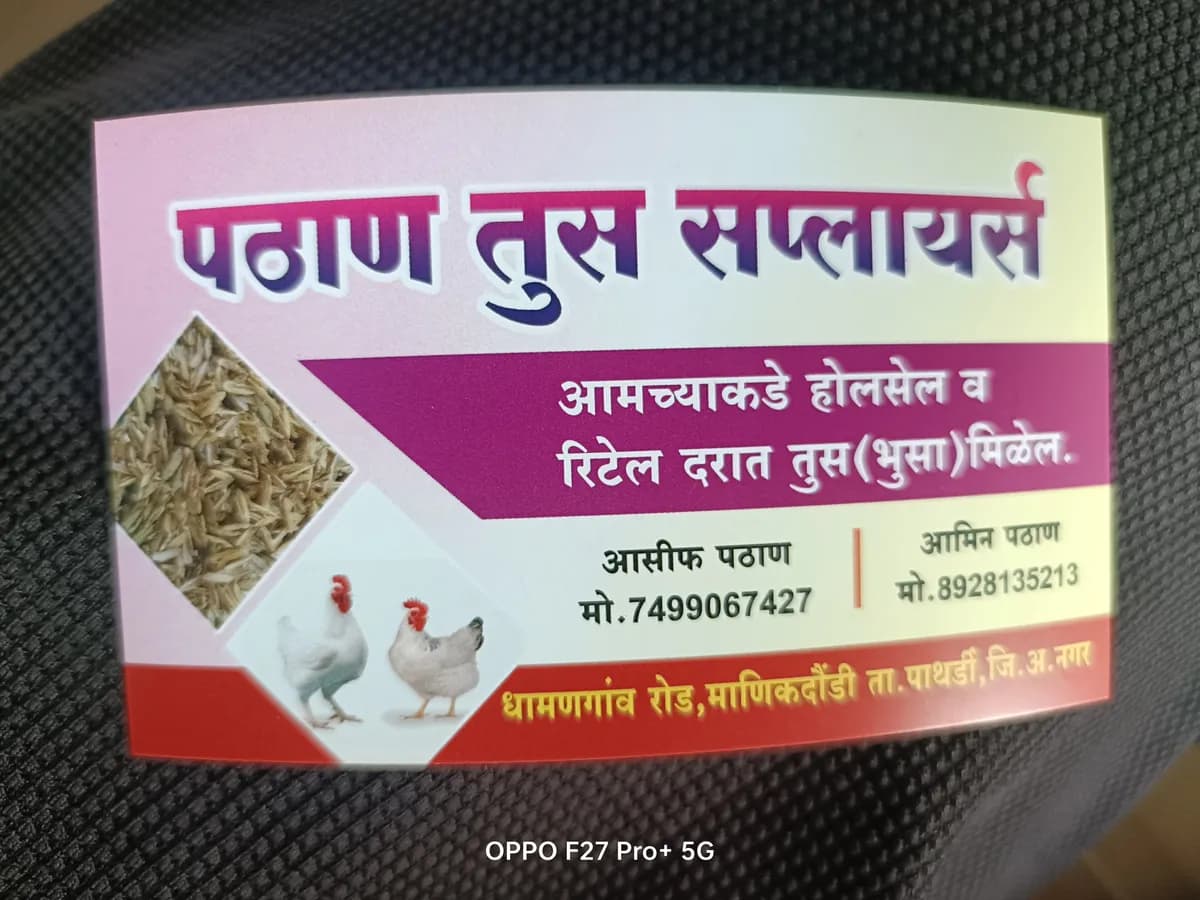 पठाण तुस सप्लायर्स
आमच्याकडे होलसेल व
रिटेल दरात तुस(भुसा)मिळेल.
आसीफ पठाण
मो.7499067427
आमिन पठाण
मो.8928135213
धामणगांव रोड,माणिकदौंडी ता.पाथर्डी,जि.अ.नगर
OPPO F27 Pro+ 5G